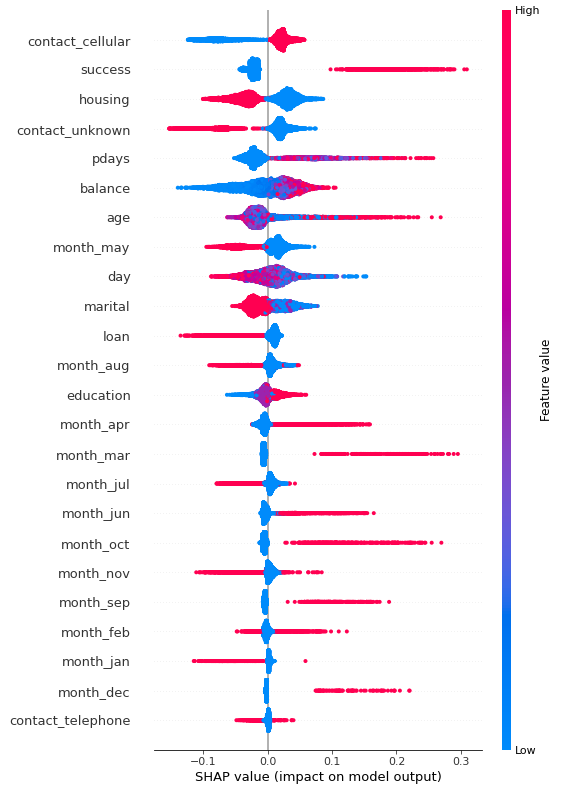 High
contact_cellular
success
housing
contact_unknown
pdays
balance
age
month_may
day
marital
loan
month_aug
education
month_apr
month_mar
month_jul
month_jun
month_oct
month_nov
month_sep
month_feb
month_jan
month_dec
contact_telephone
Feature value
Low
−0.1 0.0 0.1 0.2 0.3
SHAP value (impact on model output)